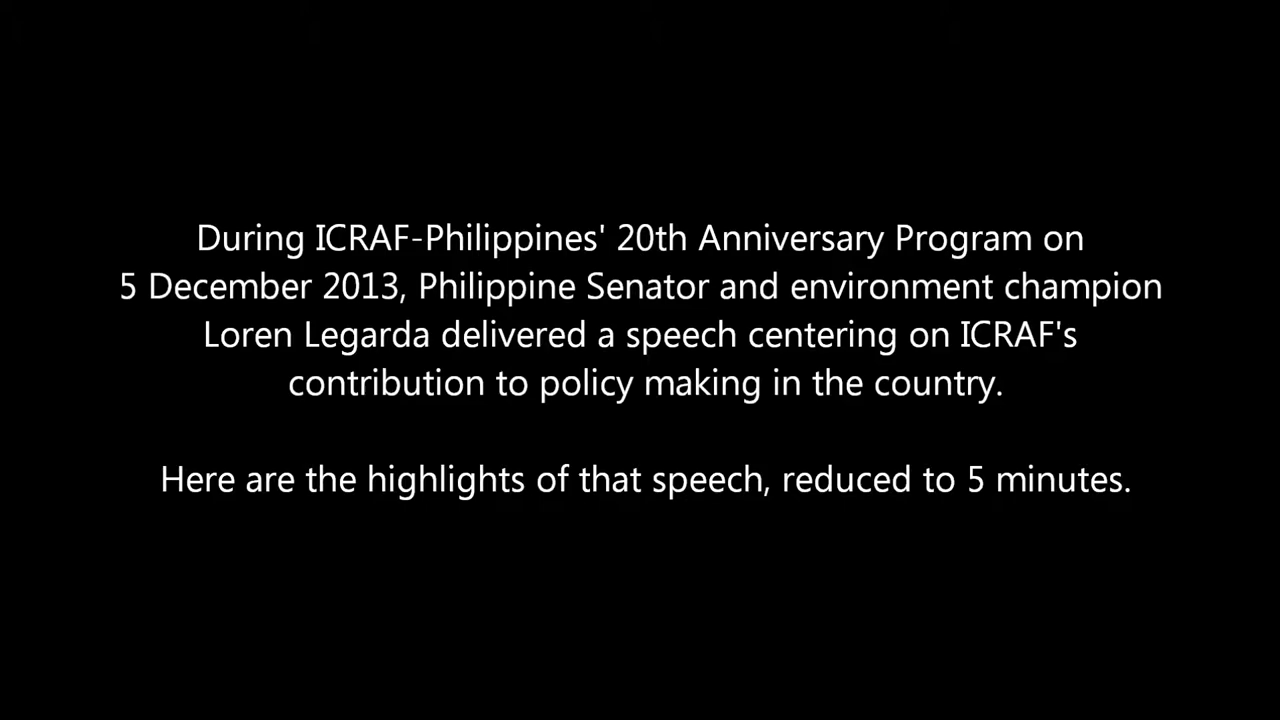 During ICRAF-Philippines' 20th Anniversary Program on
5 December 2013, Philippine Senator and environment champion
Loren Legarda delivered a speech centering on ICRAF's
contribution to policy making in the country.
Here are the highlights of that speech, reduced to 5 minutes.